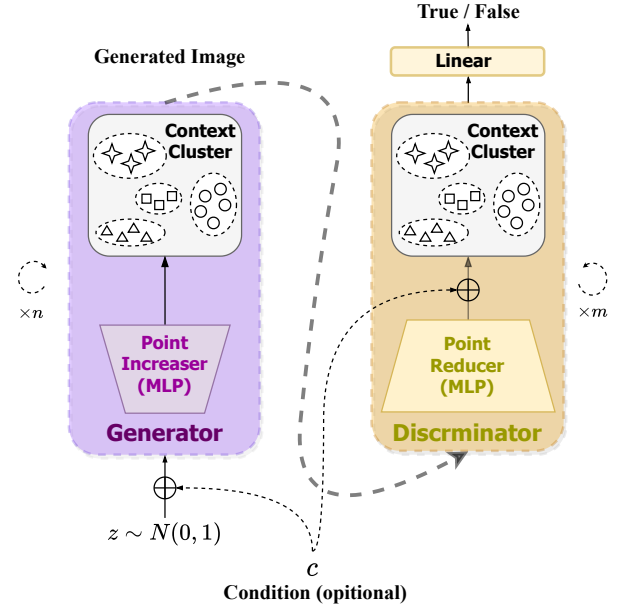 True / False
Linear
Generated Image
Context
Cluster
Context
Cluster
×n
×m
Point
Increaser
(MLP)
Point
Reducer
(MLP)
Generator
Discrminator
z ∼ N(0, 1)
c
Condition (opitional)